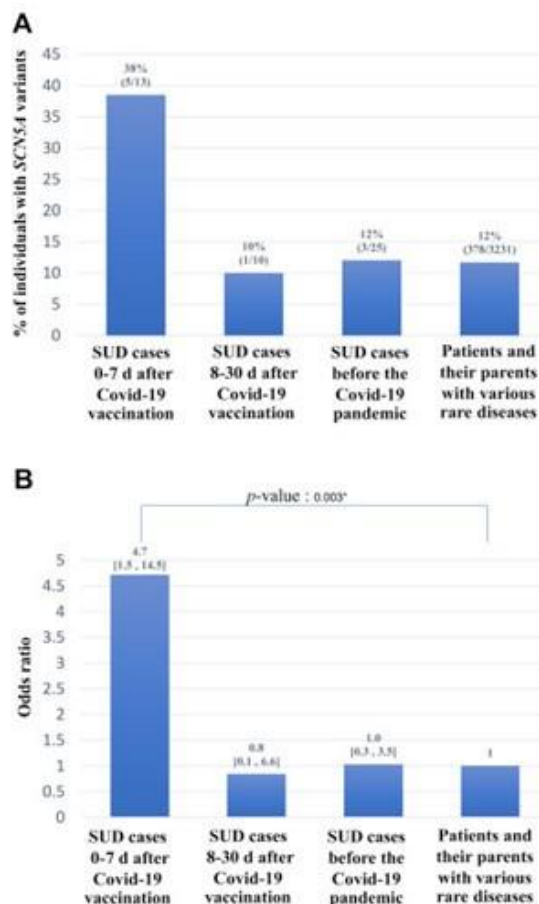 A
% of individuals with SCN5A variants
45
40
35
30
25
20
15
10
5
0
38%
(5/13)
10%
(1/10)
12%
(3/25)
12%
(378/3231)
SUD cases
0-7 d after
Covid-19
vaccination
SUD cases
8-30 d after
Covid-19
vaccination
SUD cases
before the
Covid-19
pandemic
Patients and
their parents
with various
rare diseases
B
p-value : 0.003*
Odds ratio
5
4.5
4
3.5
3
2.5
2
1.5
1
0.5
0
4.7
[1.5 , 14.5]
0.8
[0.1 , 6.6]
1.0
[0.3 , 3.5]
1
SUD cases
0-7 d after
Covid-19
vaccination
SUD cases
8-30 d after
Covid-19
vaccination
SUD cases
before the
Covid-19
pandemic
Patients and
their parents
with various
rare diseases